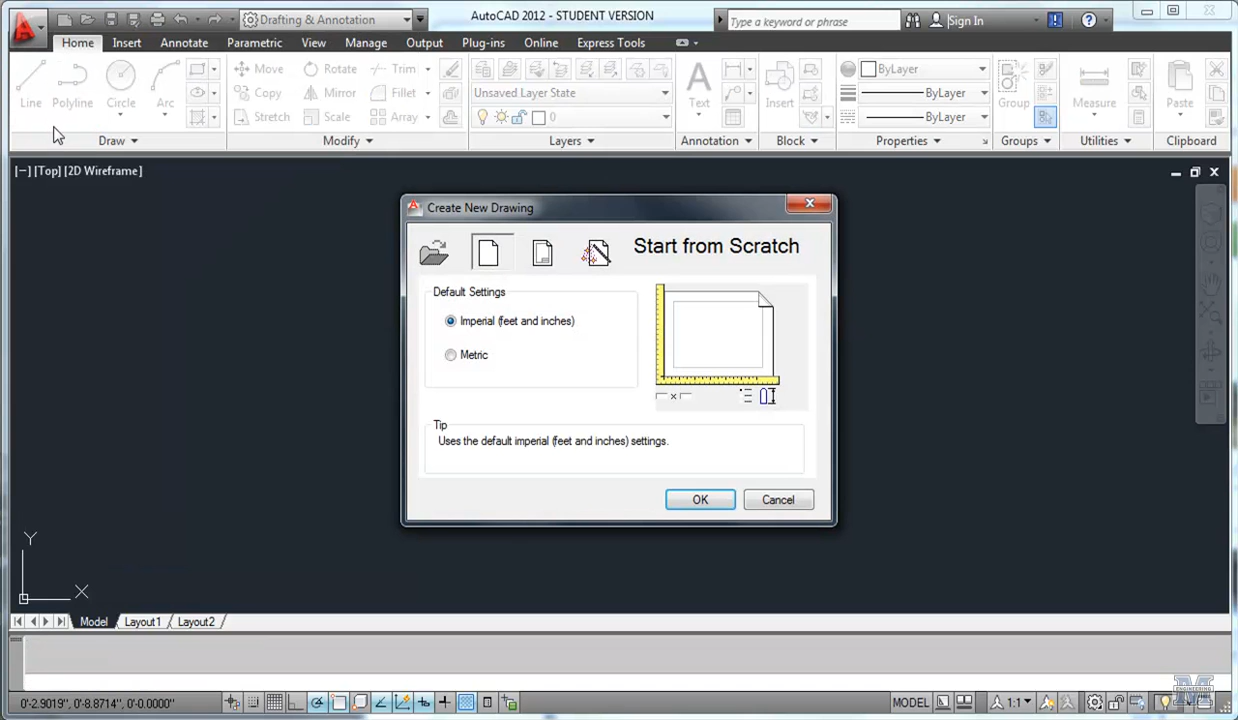 Drafting & Annotation
AutoCAD 2012 - STUDENT VERSION
Type a keyword or phrase
Sign In
Home Insert Annotate Parametric View Manage Output Plug-ins Online Express Tools
Line Polyline Circle Arc
Move Rotate Trim
Copy Mirror Fillet
Stretch Scale Array
Unsaved Layer State
0
Text
Insert
ByLayer
ByLayer
ByLayer
Group
Measure
Paste
Draw Modify Layers Annotation Block Properties Groups Utilities Clipboard
[−] [Top] [2D Wireframe]
Create New Drawing
Start from Scratch
Default Settings
Imperial (feet and inches)
Metric
Tip
Uses the default imperial (feet and inches) settings.
OK Cancel
Y
X
Model Layout1 Layout2
0'-2.9019", 0'-8.8714", 0'-0.0000"
MODEL
1:1
M
ENGINEERING